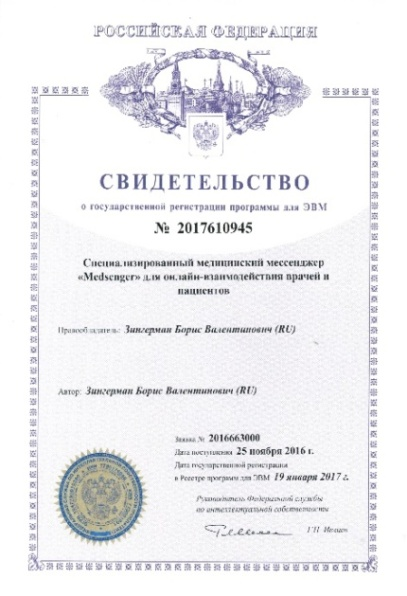 РОССИЙСКАЯ ФЕДЕРАЦИЯ
СВИДЕТЕЛЬСТВО
о государственной регистрации программы для ЭВМ
№ 2017610945
Специализированный медицинский мессенджер
«Medsenger» для онлайн-взаимодействия врачей и
пациентов
Правообладатель: Зингерман Борис Валентинович (RU)
Автор: Зингерман Борис Валентинович (RU)
Заявка № 2016663000
Дата поступления 25 ноября 2016 г.
Дата государственной регистрации
в Реестре программ для ЭВМ 19 января 2017 г.
Руководитель Федеральной службы
по интеллектуальной собственности
Г.П. Ивлиев